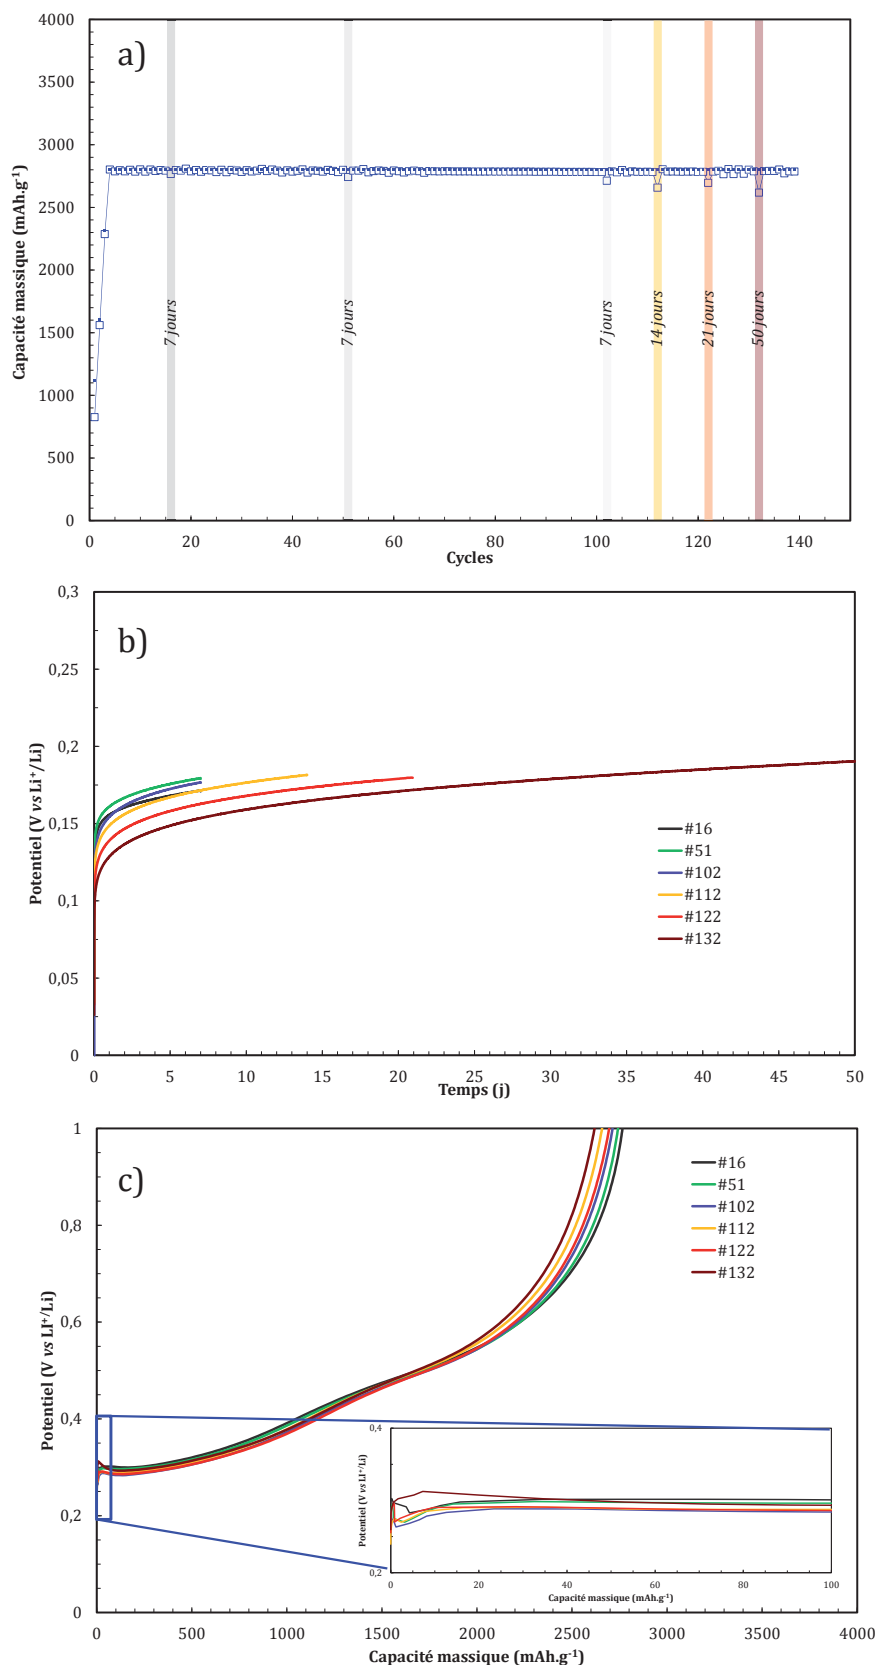 a)
Capacité massique (mAh.g⁻¹)
4000
3500
3000
2500
2000
1500
1000
500
0
7 jours
7 jours
7 jours
14 jours
21 jours
50 jours
0 20 40 60 80 100 120 140
Cycles
b)
Potentiel (V vs Li⁺/Li)
0,3
0,25
0,2
0,15
0,1
0,05
0
#16
#51
#102
#112
#122
#132
0 5 10 15 20 25 30 35 40 45 50
Temps (j)
c)
Potentiel (V vs LI⁺/Li)
1
0,8
0,6
0,4
0,2
0
#16
#51
#102
#112
#122
#132
Potentiel (V vs LI⁺/Li)
0,4
0,2
0 20 40 60 80 100
Capacité massique (mAh.g⁻¹)
0 500 1000 1500 2000 2500 3000 3500 4000
Capacité massique (mAh.g⁻¹)